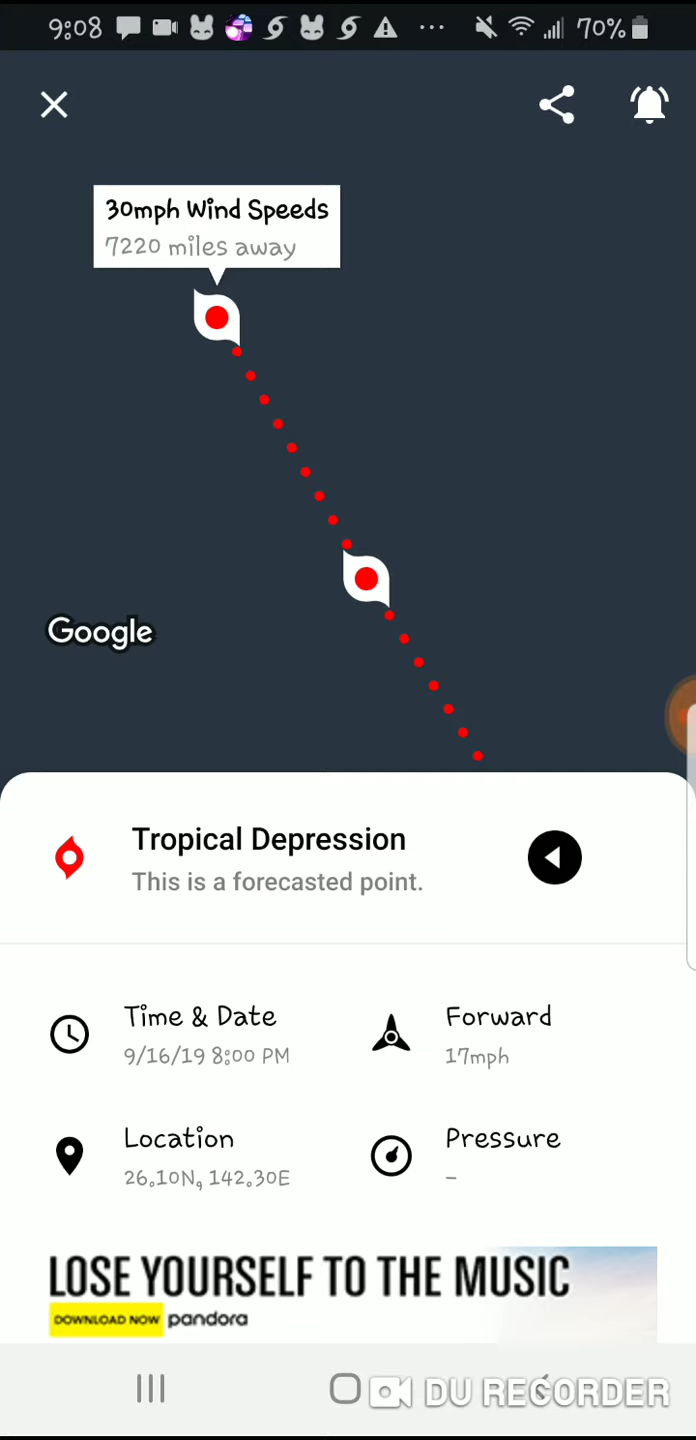 9:08
70%
30mph Wind Speeds
7220 miles away
Google
Tropical Depression
This is a forecasted point.
Time & Date
9/16/19 8:00 PM
Forward
17mph
Location
26.10N, 142.30E
Pressure
-
LOSE YOURSELF TO THE MUSIC
DOWNLOAD NOW pandora
DU RECORDER